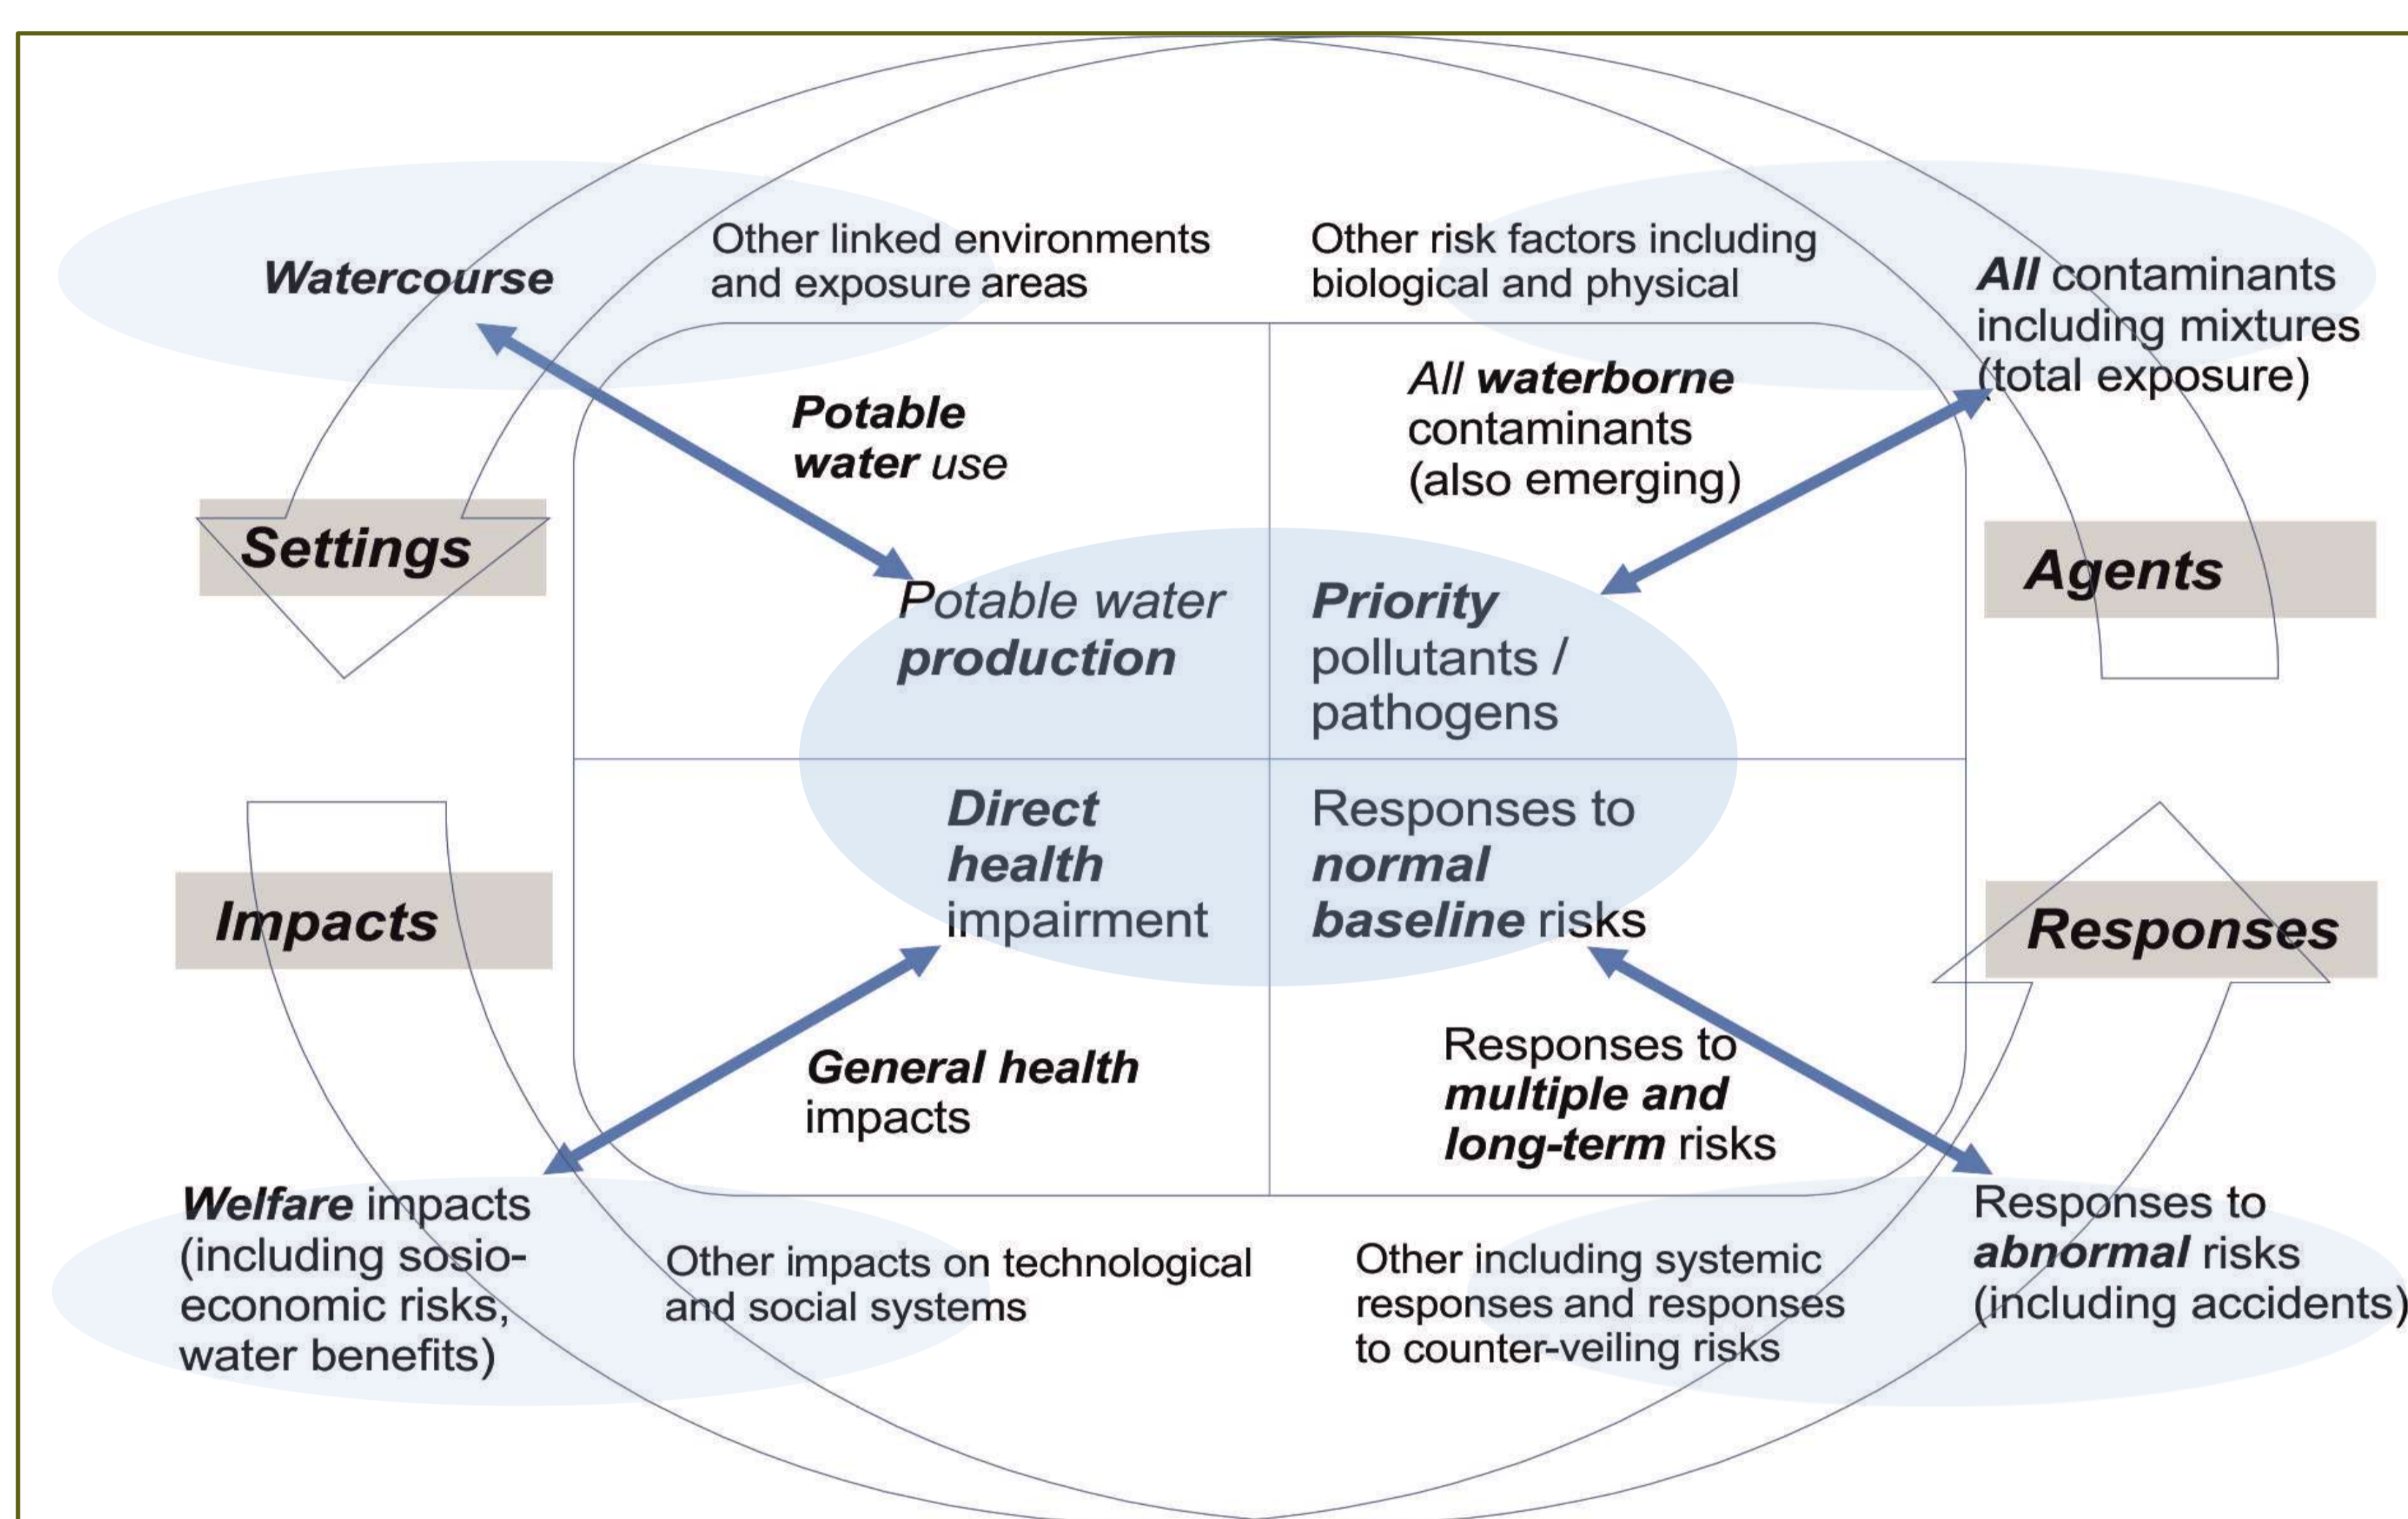 Other linked environments
and exposure areas
Other risk factors including
biological and physical
Watercourse
All contaminants
including mixtures
(total exposure)
Potable
water use
All waterborne
contaminants
(also emerging)
Settings
Agents
Potable water
production
Priority
pollutants /
pathogens
Direct
health
impairment
Responses to
normal
baseline risks
Impacts
Responses
General health
impacts
Responses to
multiple and
long-term risks
Welfare impacts
(including sosio-
economic risks,
water benefits)
Other impacts on technological
and social systems
Other including systemic
responses and responses
to counter-veiling risks
Responses to
abnormal risks
(including accidents)